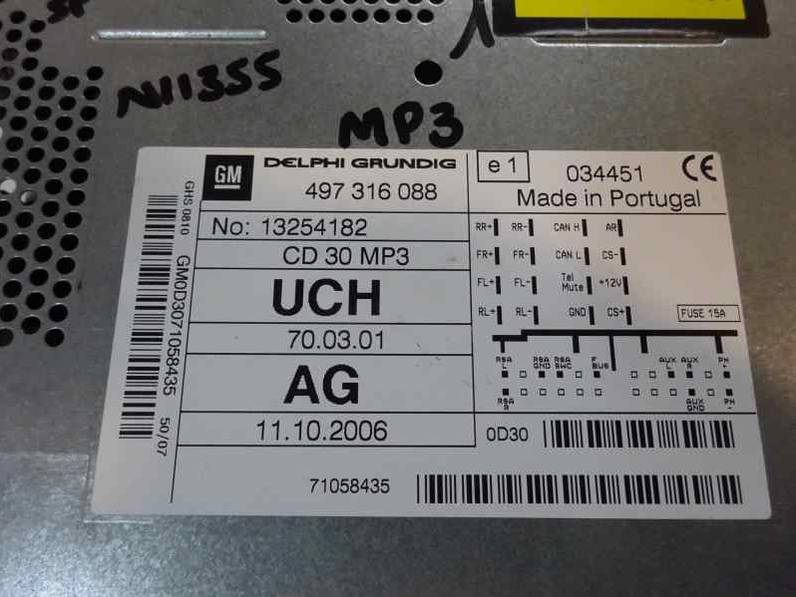 N11355
MP3
GM
DELPHI GRUNDIG
497 316 088
e 1
034451
CE
Made in Portugal
No: 13254182
CD 30 MP3
UCH
70.03.01
AG
11.10.2006
RR+ RR- CAN H AR
FR+ FR- CAN L CS-
FL+ FL- Tel Mute +12V
RL+ RL- GND CS+
FUSE 15A
RSA L RSA GND RSA SWC F BUS AUX L AUX R PH +
RSA R AUX GND PH -
0D30
71058435
GHS 0810
GM0D3071058435
50/07